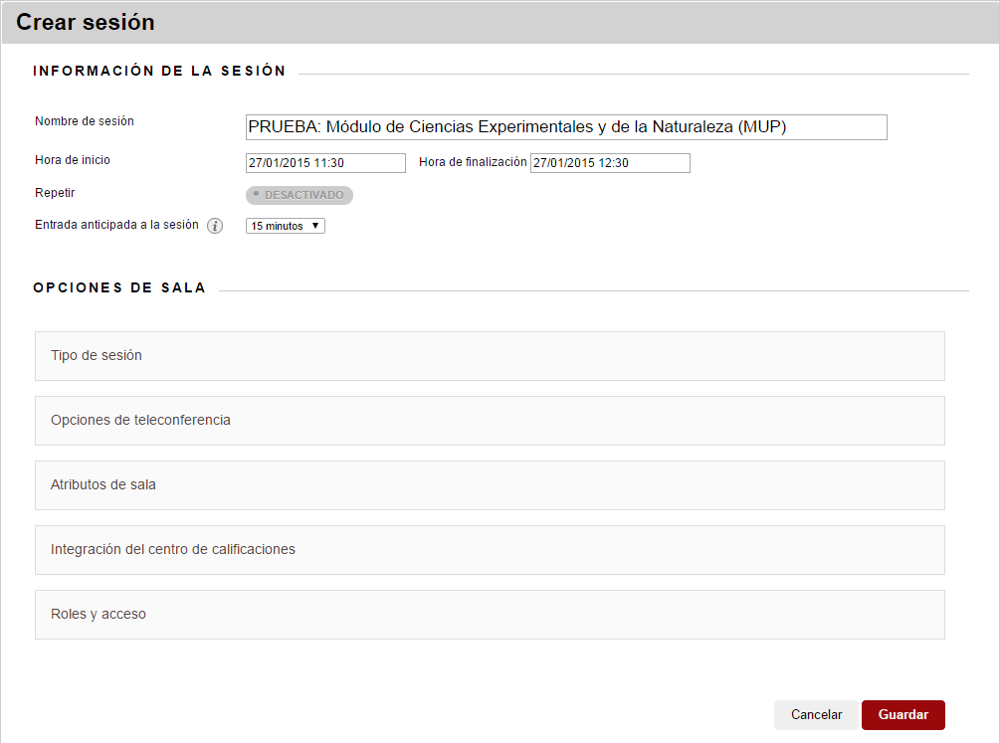 Crear sesión
INFORMACIÓN DE LA SESIÓN
Nombre de sesión PRUEBA: Módulo de Ciencias Experimentales y de la Naturaleza (MUP)
Hora de inicio 27/01/2015 11:30 Hora de finalización 27/01/2015 12:30
Repetir DESACTIVADO
Entrada anticipada a la sesión i 15 minutos
OPCIONES DE SALA
Tipo de sesión
Opciones de teleconferencia
Atributos de sala
Integración del centro de calificaciones
Roles y acceso
Cancelar Guardar